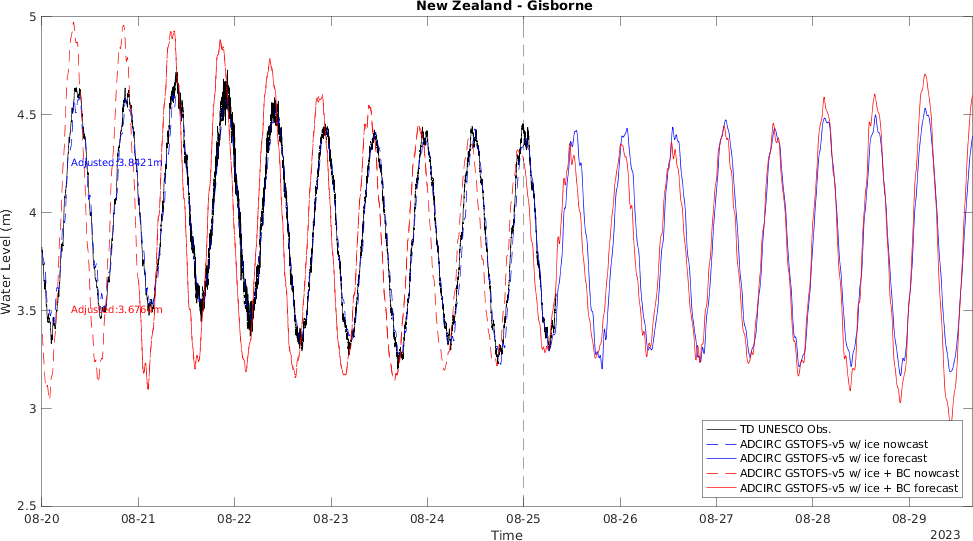 New Zealand - Gisborne
5
4.5
Adjusted:3.8421m
4
Water Level (m)
3.5
3
TD UNESCO Obs.
ADCIRC GSTOFS-v5 w/ ice nowcast
ADCIRC GSTOFS-v5 w/ ice forecast
ADCIRC GSTOFS-v5 w/ ice + BC nowcast
ADCIRC GSTOFS-v5 w/ ice + BC forecast
2.5
08-20 08-21 08-22 08-23 08-24 08-25 08-26 08-27 08-28 08-29
Time
2023